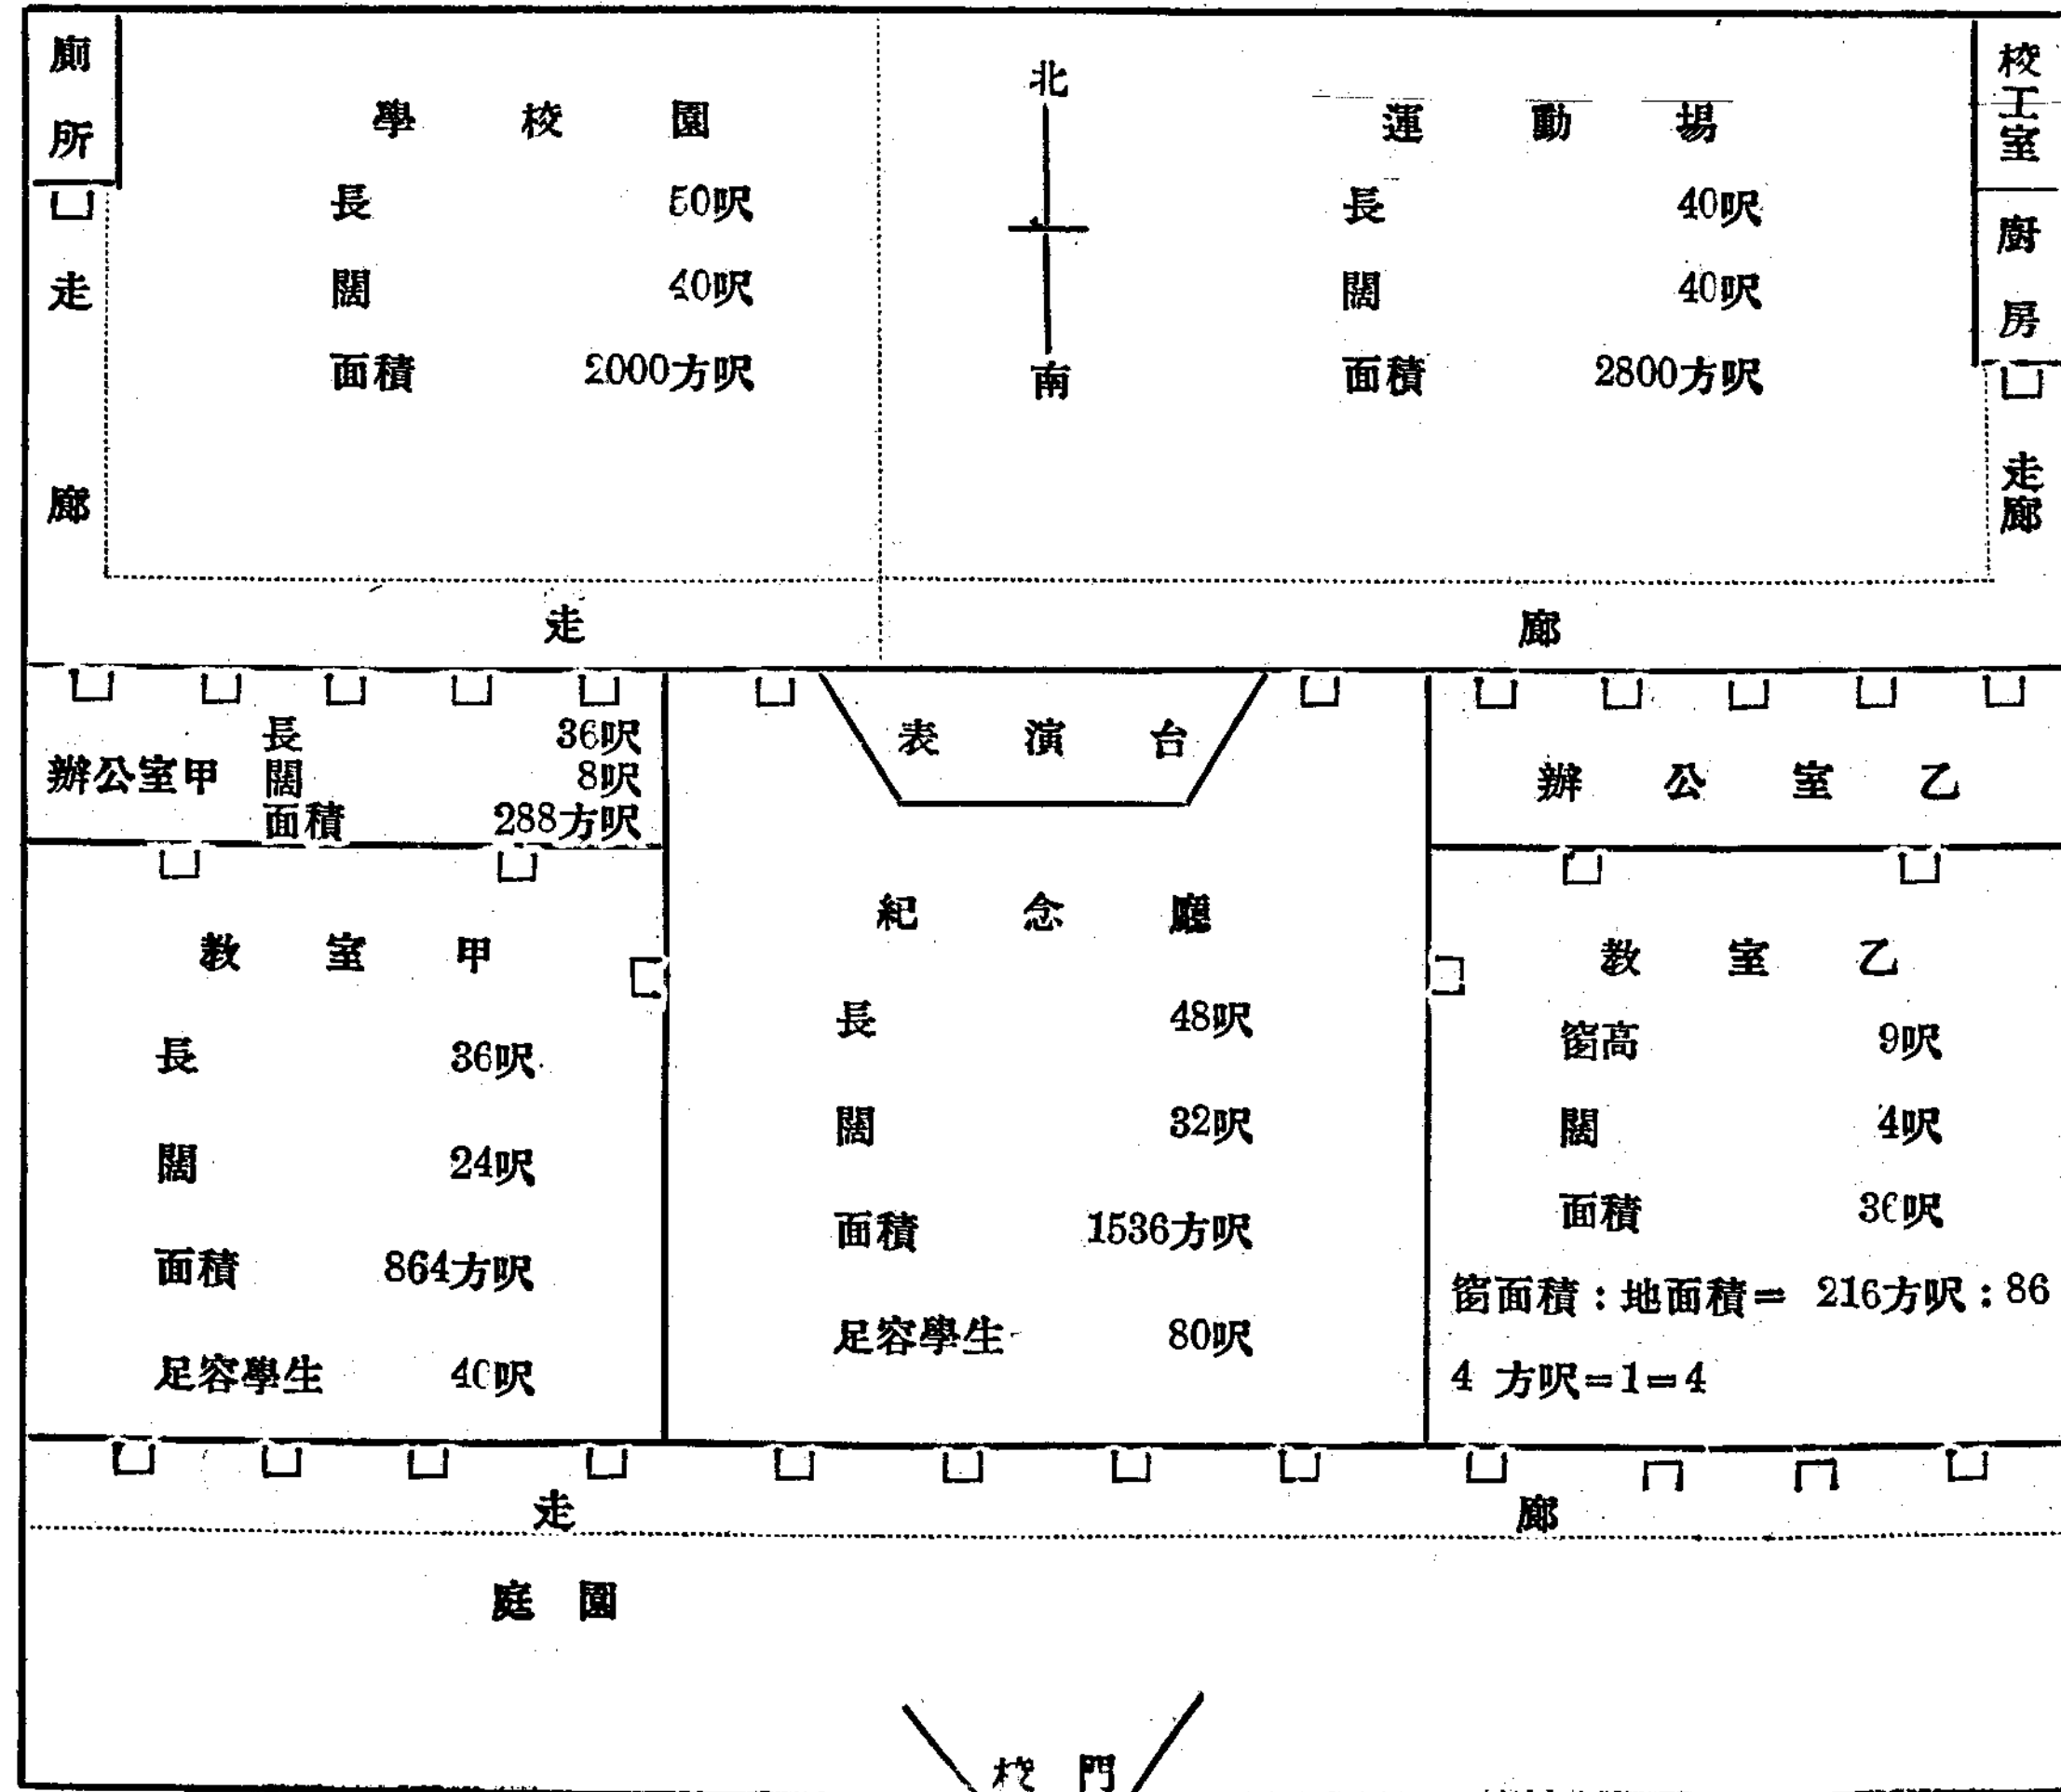 廁所
學校園
長 50呎
闊 40呎
面積 2000方呎
北
南
運動場
長 40呎
闊 40呎
面積 2800方呎
校工室
廚房
走廊
走廊
走廊
辦公室甲
長 36呎
闊 8呎
面積 288方呎
表演台
辦公室乙
教室甲
長 36呎
闊 24呎
面積 864方呎
足容學生 40呎
紀念廳
長 48呎
闊 32呎
面積 1536方呎
足容學生 80呎
教室乙
窗高 9呎
闊 4呎
面積 36呎
窗面積:地面積= 216方呎:86
4 方呎=1=4
走廊
庭園
校門